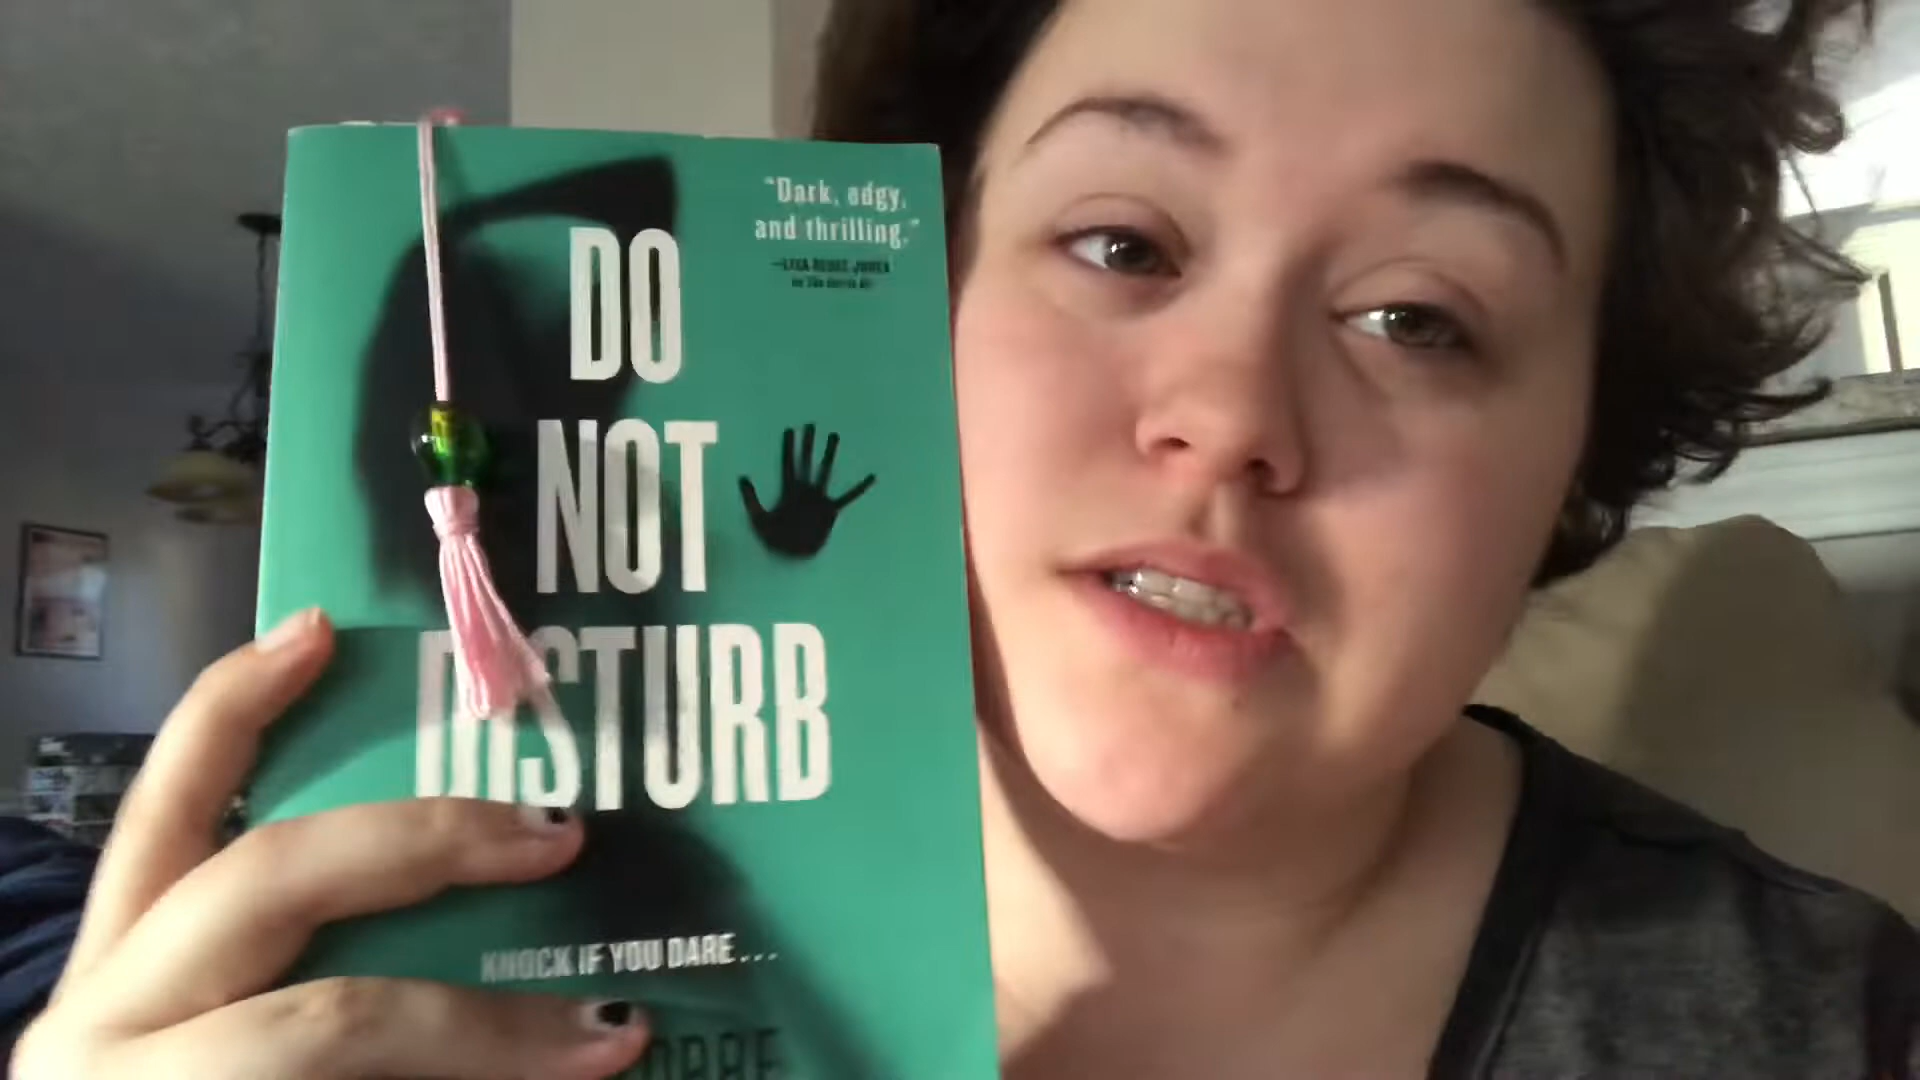 "Dark, edgy,
and thrilling."
DO
NOT
DISTURB
KNOCK IF YOU DARE...